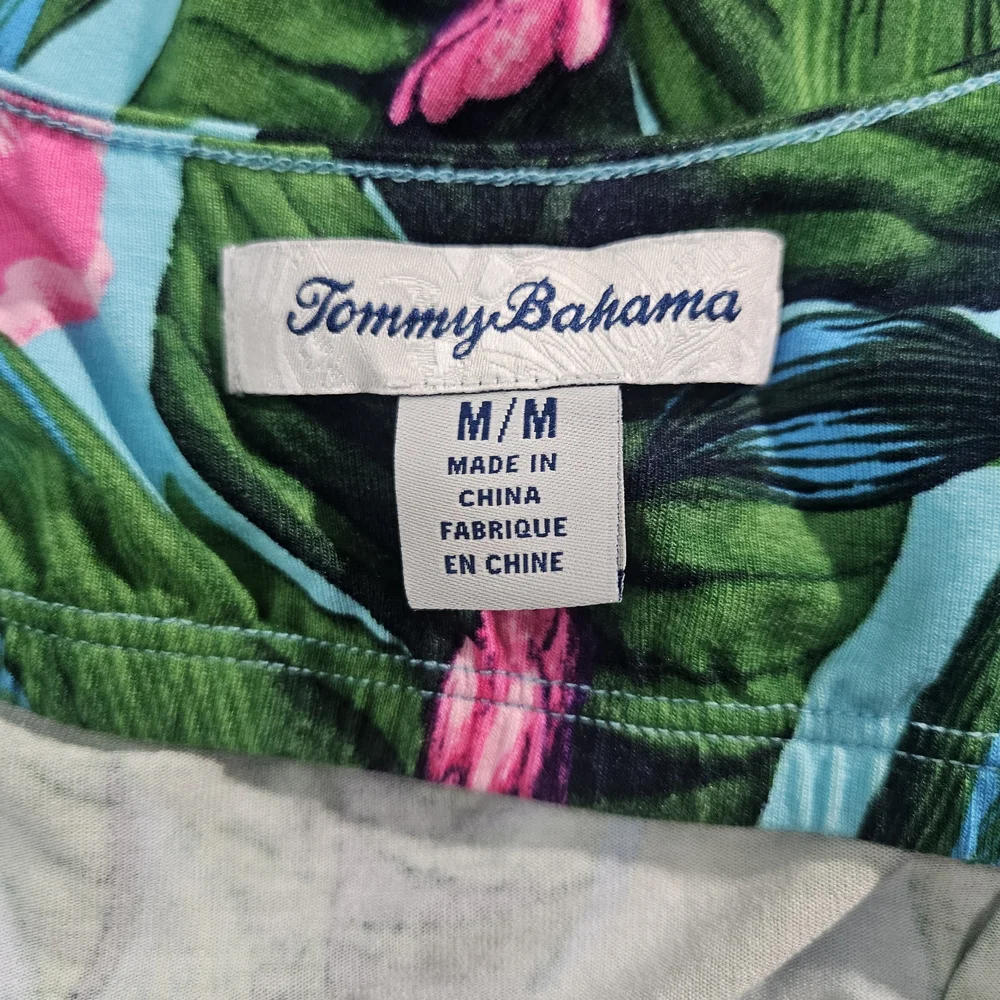 Tommy Bahama
M/M
MADE IN
CHINA
FABRIQUE
EN CHINE